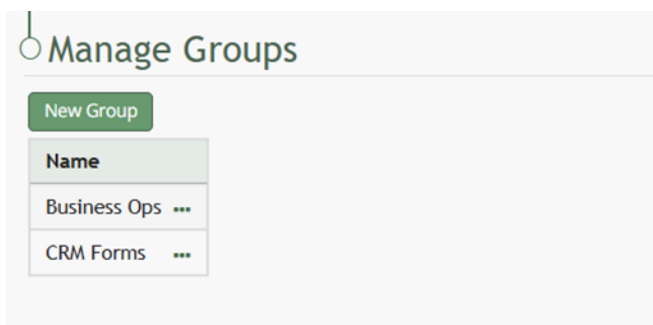 Manage Groups
New Group
Name
Business Ops ...
CRM Forms ...